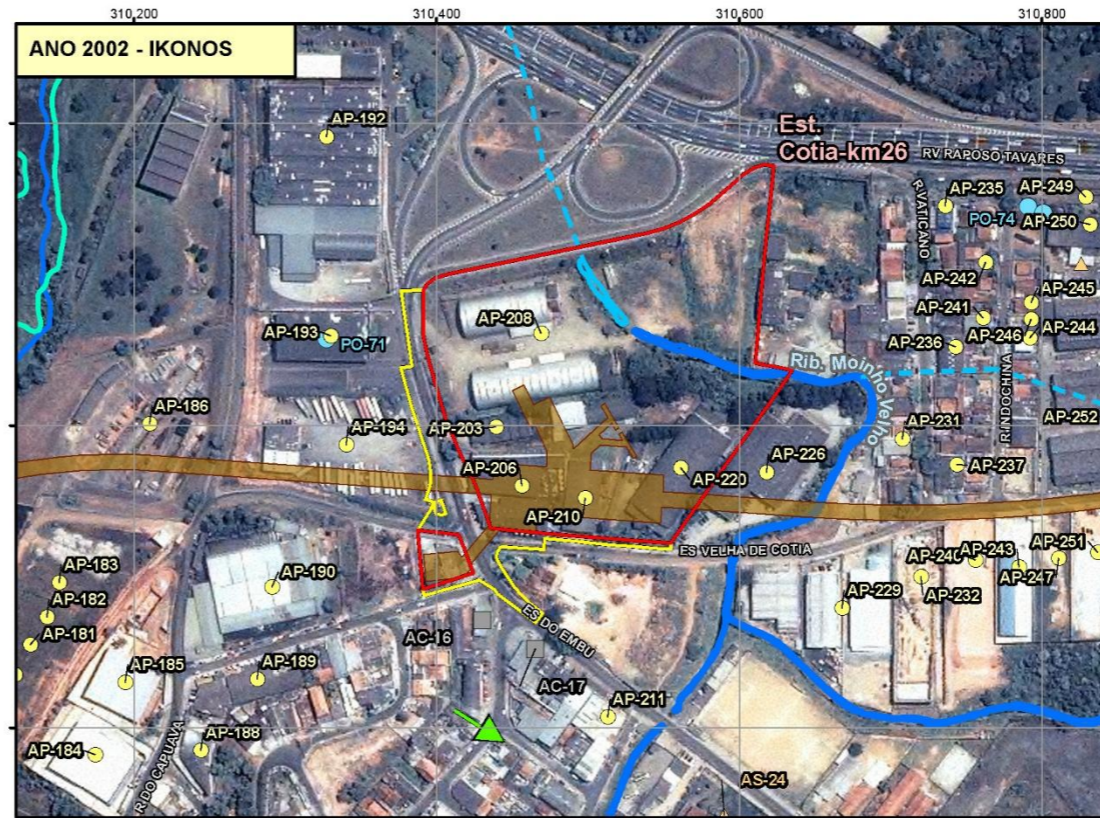 310,200
310,400
310,600
310,800
ANO 2002 - IKONOS
AP-192
Est.
Cotia-km26
RV RAPOSO TAVARES
AP-235
AP-249
R VATICANO
PO-74
AP-250
AP-242
AP-245
AP-193
PO-71
AP-208
AP-241
AP-246
AP-244
AP-236
Rib. Moinho Velho
R INDOCHINA
AP-186
AP-194
AP-203
AP-231
AP-252
AP-206
AP-220
AP-226
AP-237
AP-210
ES VELHA DE COTIA
AP-240
AP-243
AP-251
AP-183
AP-190
AP-247
AP-182
AP-229
AP-232
AP-181
ES DO EMBU
AC-16
AP-185
AP-189
AC-17
AP-211
AP-184
AP-188
R DO CAPUAVA
AS-24